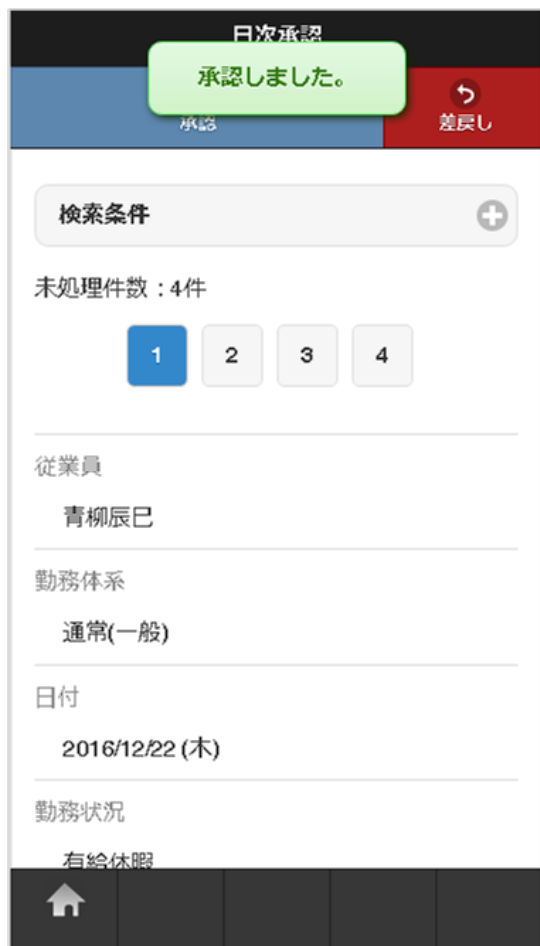 日次承認
承認しました。
承認
差戻し
検索条件
未処理件数：4件
1 2 3 4
従業員
青柳辰巳
勤務体系
通常(一般)
日付
2016/12/22 (木)
勤務状況
有給休暇